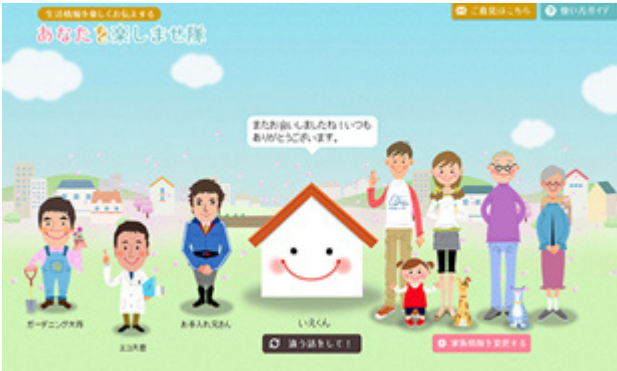 生活情報を楽しくお伝えする
あなたを楽しませ隊
ご意見はこちら
使い方ガイド
またお会いしましたね！いつも
ありがとうございます。
ガーデニング大将
エコ大臣
お手入れ兄さん
いえくん
違う話をして！
家族情報を変更する